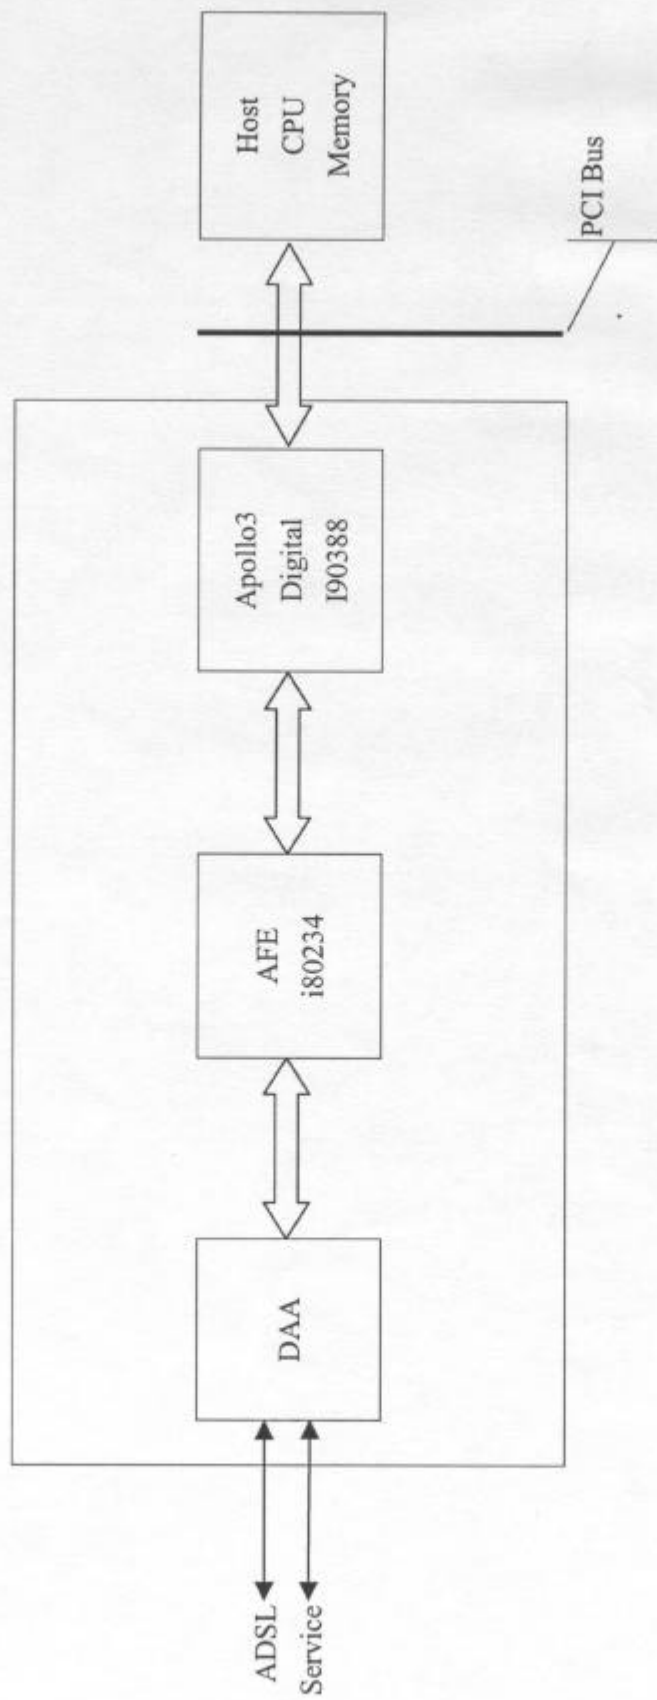 ADSL
Service
DAA
AFE
i80234
Apollo3
Digital
I90388
Host
CPU
Memory
PCI Bus